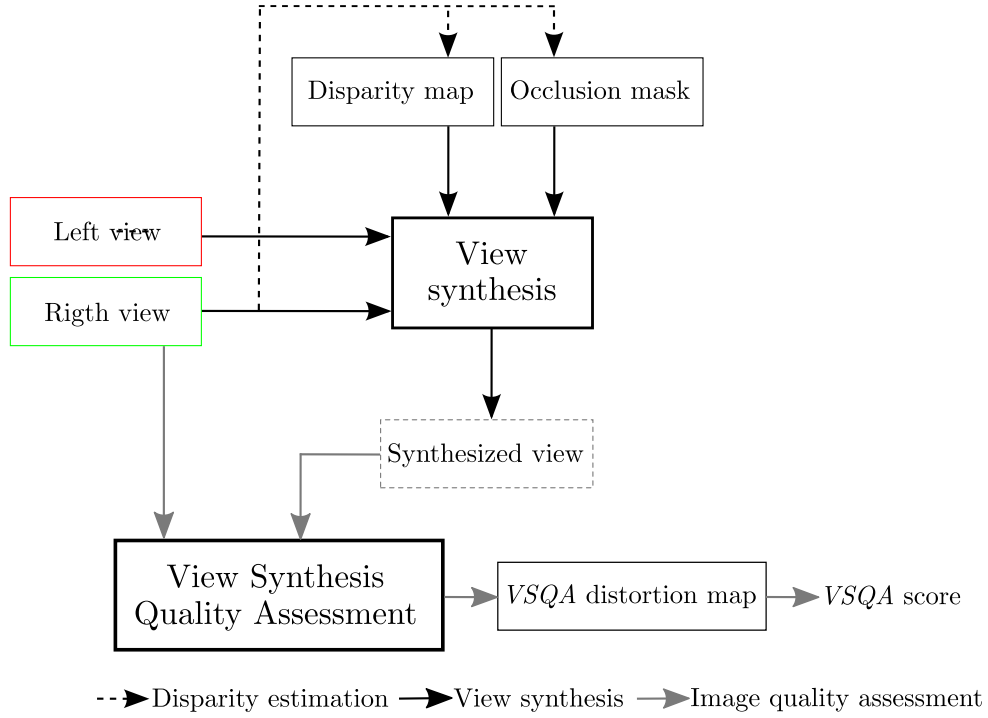 Disparity map
Occlusion mask
Left view
View
synthesis
Rigth view
Synthesized view
View Synthesis
Quality Assessment
VSQA distortion map
VSQA score
Disparity estimation
View synthesis
Image quality assessment